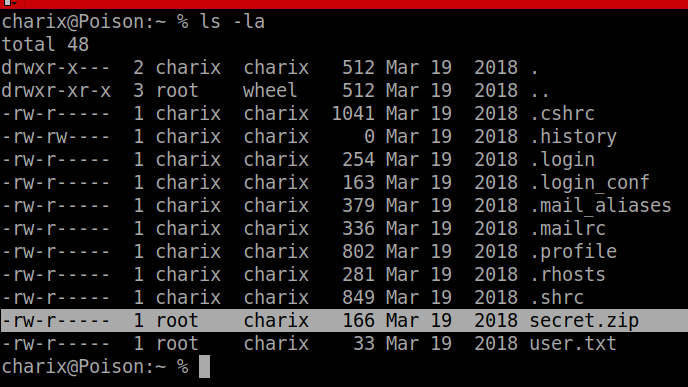 charix@Poison:~ % ls -la
total 48
drwxr-x---  2 charix  charix   512 Mar 19  2018 .
drwxr-xr-x  3 root    wheel    512 Mar 19  2018 ..
-rw-r-----  1 charix  charix  1041 Mar 19  2018 .cshrc
-rw-rw----  1 charix  charix     0 Mar 19  2018 .history
-rw-r-----  1 charix  charix   254 Mar 19  2018 .login
-rw-r-----  1 charix  charix   163 Mar 19  2018 .login_conf
-rw-r-----  1 charix  charix   379 Mar 19  2018 .mail_aliases
-rw-r-----  1 charix  charix   336 Mar 19  2018 .mailrc
-rw-r-----  1 charix  charix   802 Mar 19  2018 .profile
-rw-r-----  1 charix  charix   281 Mar 19  2018 .rhosts
-rw-r-----  1 charix  charix   849 Mar 19  2018 .shrc
-rw-r-----  1 root    charix   166 Mar 19  2018 secret.zip
-rw-r-----  1 root    charix    33 Mar 19  2018 user.txt
charix@Poison:~ %